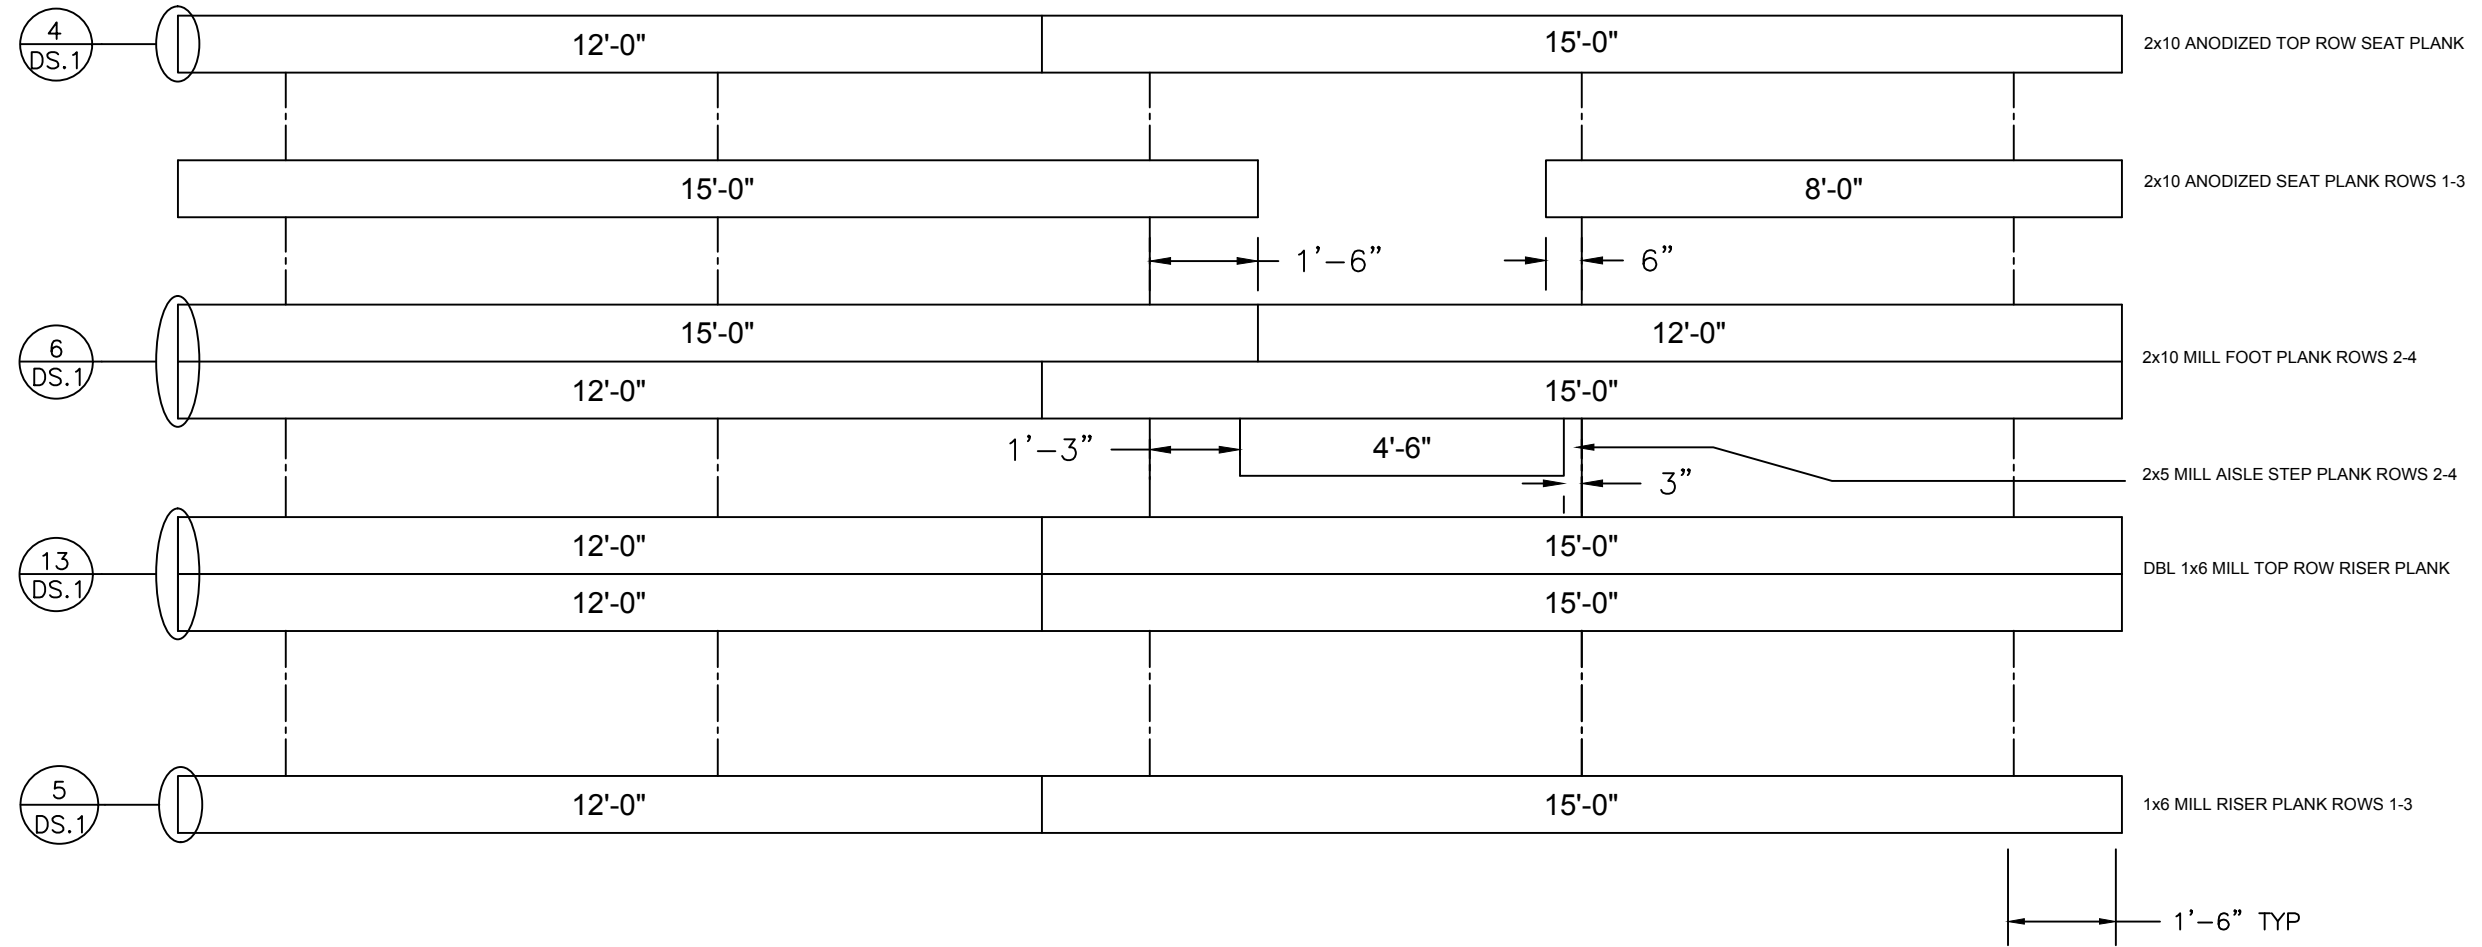 4
DS.1
12'-0"
15'-0"
2x10 ANODIZED TOP ROW SEAT PLANK
15'-0"
8'-0"
2x10 ANODIZED SEAT PLANK ROWS 1-3
1'-6"
6"
6
DS.1
15'-0"
12'-0"
12'-0"
15'-0"
2x10 MILL FOOT PLANK ROWS 2-4
1'-3"
4'-6"
3"
2x5 MILL AISLE STEP PLANK ROWS 2-4
13
DS.1
12'-0"
15'-0"
12'-0"
15'-0"
DBL 1x6 MILL TOP ROW RISER PLANK
5
DS.1
12'-0"
15'-0"
1x6 MILL RISER PLANK ROWS 1-3
1'-6" TYP